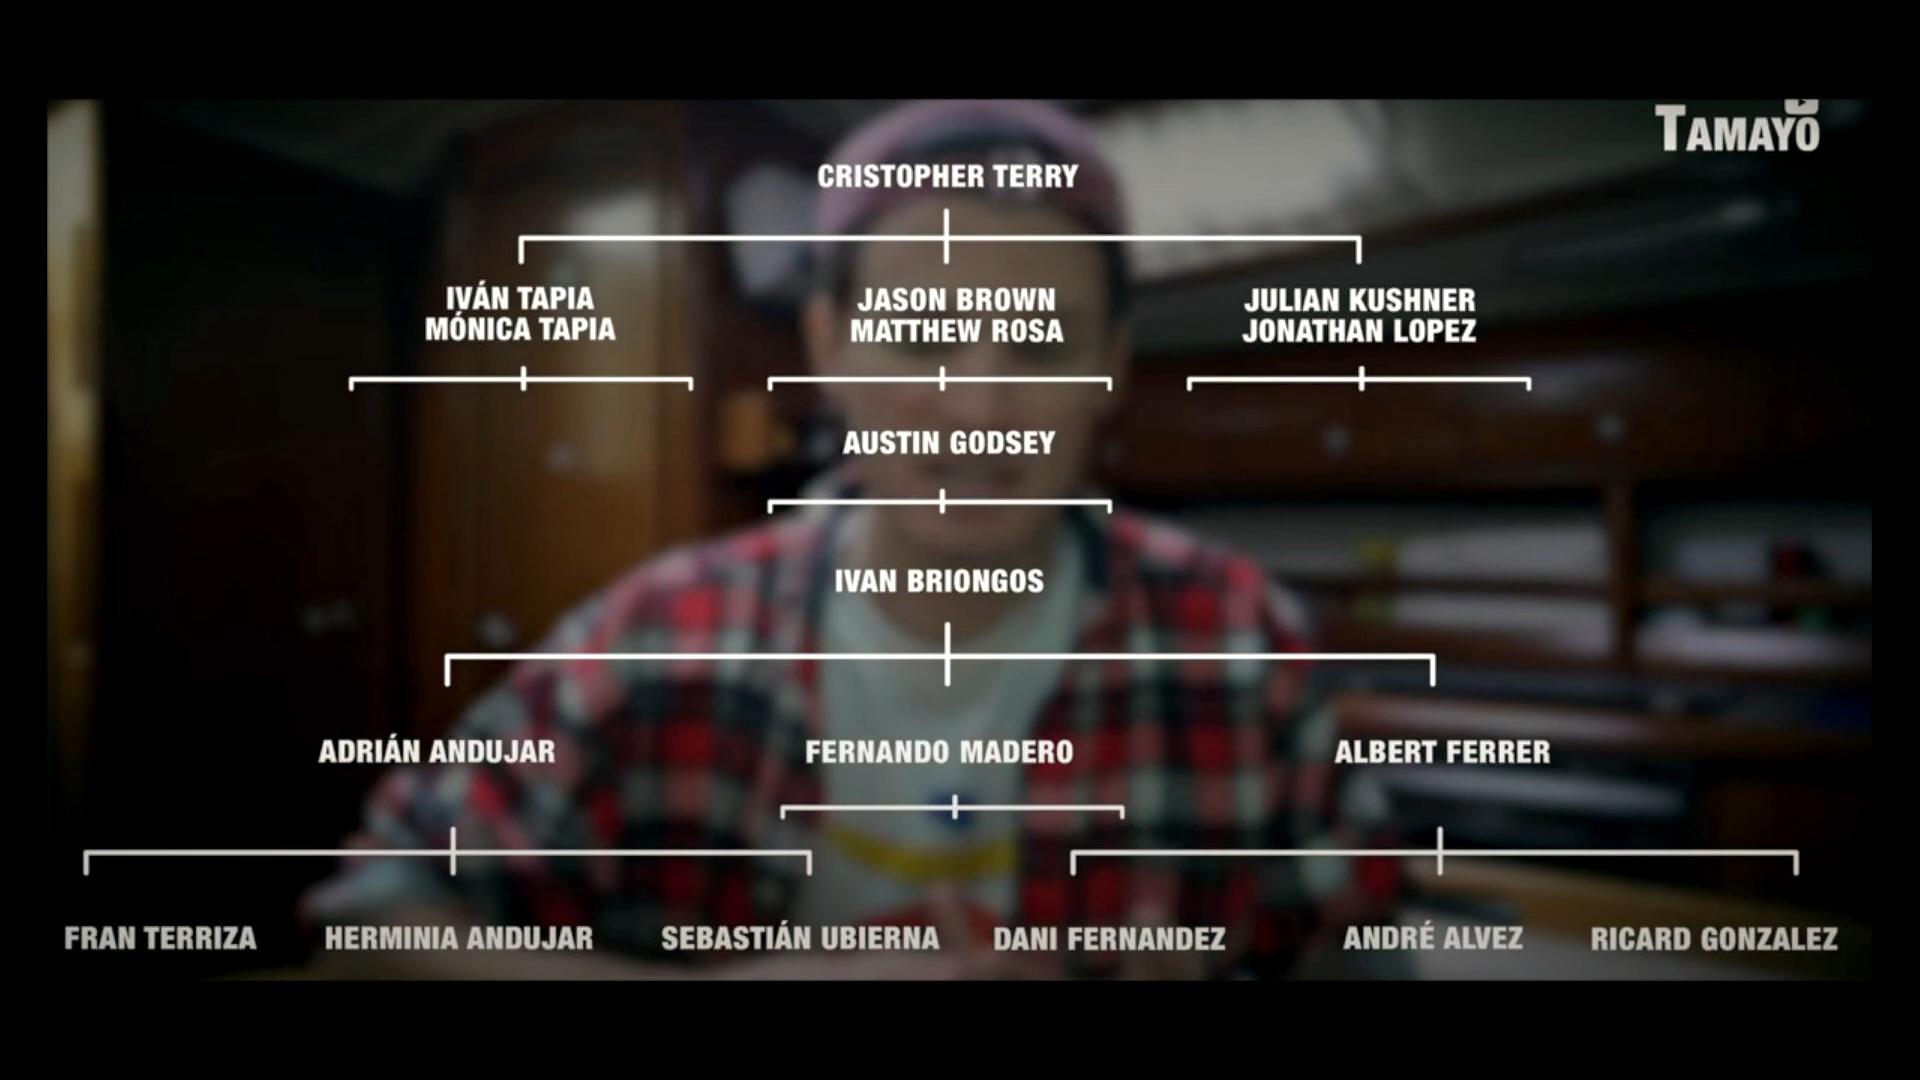 TAMAYO
CRISTOPHER TERRY
IVÁN TAPIA
MÓNICA TAPIA
JASON BROWN
MATTHEW ROSA
JULIAN KUSHNER
JONATHAN LOPEZ
AUSTIN GODSEY
IVAN BRIONGOS
ADRIÁN ANDUJAR
FERNANDO MADERO
ALBERT FERRER
FRAN TERRIZA
HERMINIA ANDUJAR
SEBASTIÁN UBIERNA
DANI FERNANDEZ
ANDRÉ ALVEZ
RICARD GONZALEZ